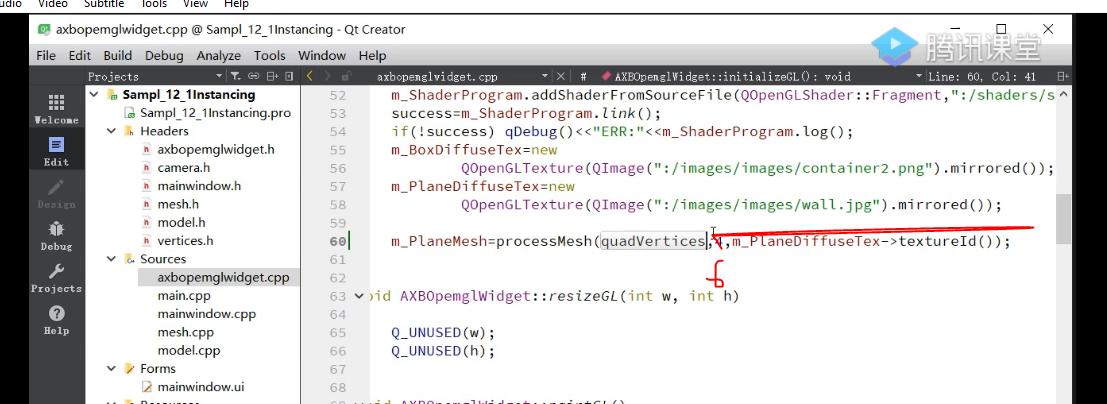 udio Video Subtitle Tools View Help
axbopemglwidget.cpp @ Sampl_12_1Instancing - Qt Creator
腾讯课堂
File Edit Build Debug Analyze Tools Window Help
Projects axbopemglvidget.cpp # AXBOpemglWidget::initializeGL(): void Line: 60, Col: 41
Welcome
Edit
Design
Debug
Projects
Help
Sampl_12_1Instancing
Sampl_12_1Instancing.pro
Headers
axbopemglwidget.h
camera.h
mainwindow.h
mesh.h
model.h
vertices.h
Sources
axbopemglwidget.cpp
main.cpp
mainwindow.cpp
mesh.cpp
model.cpp
Forms
mainwindow.ui
52 m_ShaderProgram.addShaderFromSourceFile(QOpenGLShader::Fragment,":/shaders/s
53 success=m_ShaderProgram.link();
54 if(!success) qDebug()<<"ERR:"<<m_ShaderProgram.log();
55 m_BoxDiffuseTex=new
56 QOpenGLTexture(QImage(":/images/images/container2.png").mirrored());
57 m_PlaneDiffuseTex=new
58 QOpenGLTexture(QImage(":/images/images/wall.jpg").mirrored());
59
60 m_PlaneMesh=processMesh(quadVertices,4,m_PlaneDiffuseTex->textureId());
6
61
62
63 oid AXBOpemglWidget::resizeGL(int w, int h)
64
65 Q_UNUSED(w);
66 Q_UNUSED(h);
67
68